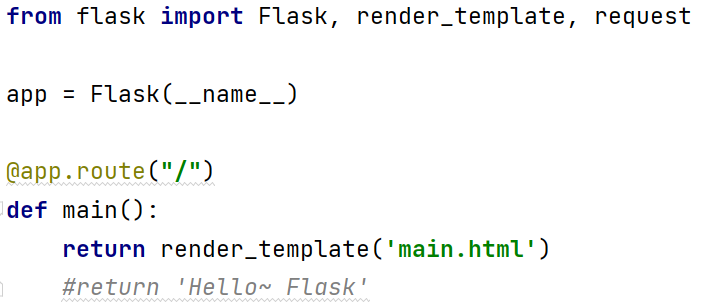 from flask import Flask, render_template, request
app = Flask(__name__)
@app.route("/")
def main():
    return render_template('main.html')
    #return 'Hello~ Flask'